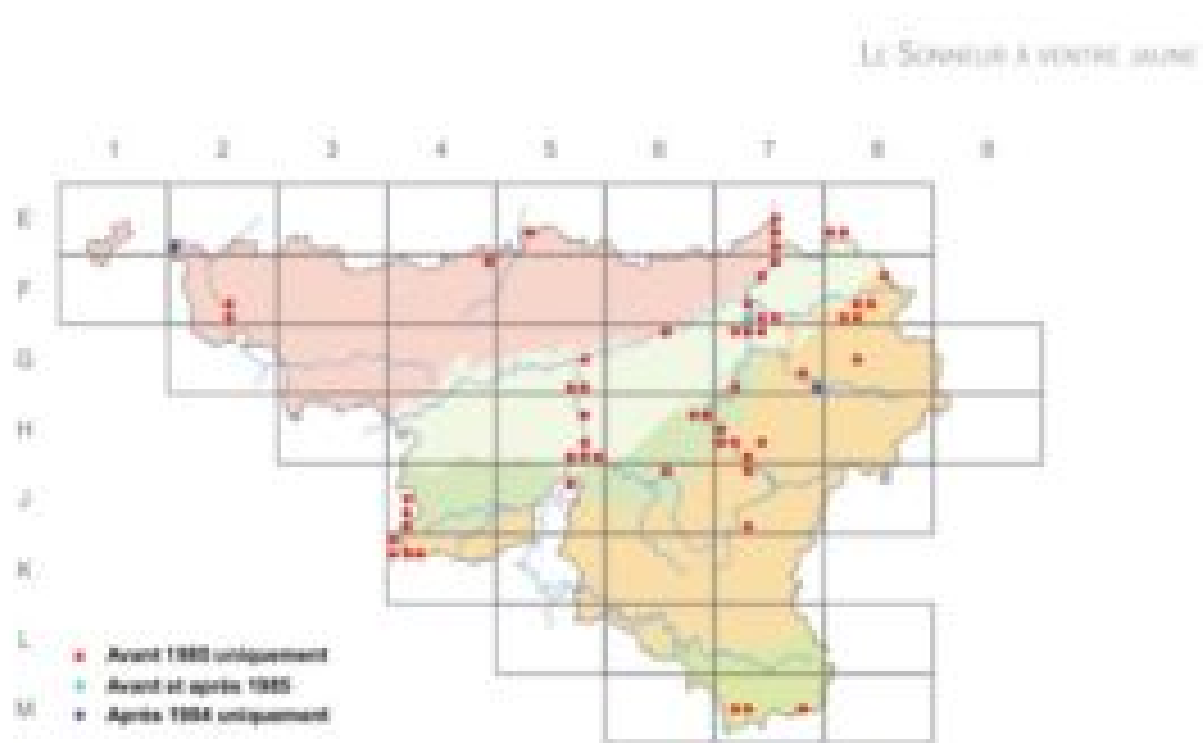 LE SONNEUR À VENTRE JAUNE
1 2 3 4 5 6 7 8 9
E
F
G
H
J
K
L
M
Avant 1985 uniquement
Avant et après 1985
Après 1984 uniquement